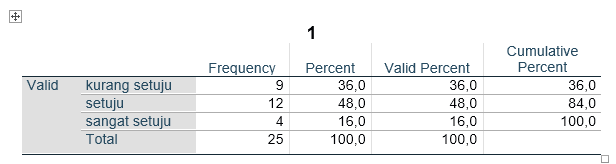 1
Frequency Percent Valid Percent Cumulative Percent
Valid kurang setuju 9 36,0 36,0 36,0
setuju 12 48,0 48,0 84,0
sangat setuju 4 16,0 16,0 100,0
Total 25 100,0 100,0